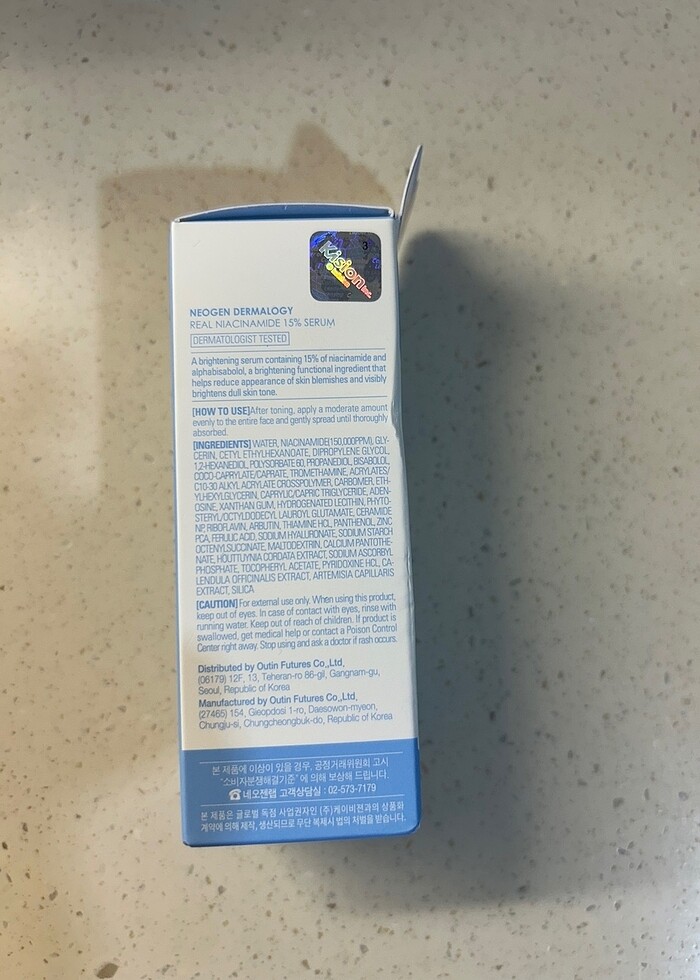 3
Kision Inc.
NEOGEN DERMALOGY
REAL NIACINAMIDE 15% SERUM
DERMATOLOGIST TESTED
A brightening serum containing 15% of niacinamide and
alphabisabolol, a brightening functional ingredient that
helps reduce appearance of skin blemishes and visibly
brightens dull skin tone.
[HOW TO USE]After toning, apply a moderate amount
evenly to the entire face and gently spread until thoroughly
absorbed.
[INGREDIENTS] WATER, NIACINAMIDE(150,000PPM), GLY-
CERIN, CETYL ETHYLHEXANOATE, DIPROPYLENE GLYCOL,
1,2-HEXANEDIOL, POLYSORBATE 60, PROPANEDIOL, BISABOLOL,
COCO-CAPRYLATE/CAPRATE, TROMETHAMINE, ACRYLATES/
C10-30 ALKYL ACRYLATE CROSSPOLYMER, CARBOMER, ETH-
YLHEXYLGLYCERIN, CAPRYLIC/CAPRIC TRIGLYCERIDE, ADEN-
OSINE, XANTHAN GUM, HYDROGENATED LECITHIN, PHYTO-
STERYL/OCTYLDODECYL LAUROYL GLUTAMATE, CERAMIDE
NP, RIBOFLAVIN, ARBUTIN, THIAMINE HCL, PANTHENOL, ZINC
PCA, FERULIC ACID, SODIUM HYALURONATE, SODIUM STARCH
OCTENYLSUCCINATE, MALTODEXTRIN, CALCIUM PANTOTHE-
NATE, HOUTTUYNIA CORDATA EXTRACT, SODIUM ASCORBYL
PHOSPHATE, TOCOPHERYL ACETATE, PYRIDOXINE HCL, CA-
LENDULA OFFICINALIS EXTRACT, ARTEMISIA CAPILLARIS
EXTRACT, SILICA
[CAUTION] For external use only. When using this product,
keep out of eyes. In case of contact with eyes, rinse with
running water. Keep out of reach of children. If product is
swallowed, get medical help or contact a Poison Control
Center right away. Stop using and ask a doctor if rash occurs.
Distributed by Outin Futures Co.,Ltd.
(06179) 12F, 13, Teheran-ro 86-gil, Gangnam-gu,
Seoul, Republic of Korea
Manufactured by Outin Futures Co.,Ltd.
(27465) 154, Gieopdosi 1-ro, Daesowon-myeon,
Chungju-si, Chungcheongbuk-do, Republic of Korea
본 제품에 이상이 있을 경우, 공정거래위원회 고시
"소비자분쟁해결기준" 에 의해 보상해 드립니다.
☎네오젠랩 고객상담실 : 02-573-7179
본 제품은 글로벌 독점 사업권자인 (주)케이비젼과의 상품화
계약에 의해 제작, 생산되므로 무단 복제시 법의 처벌을 받습니다.